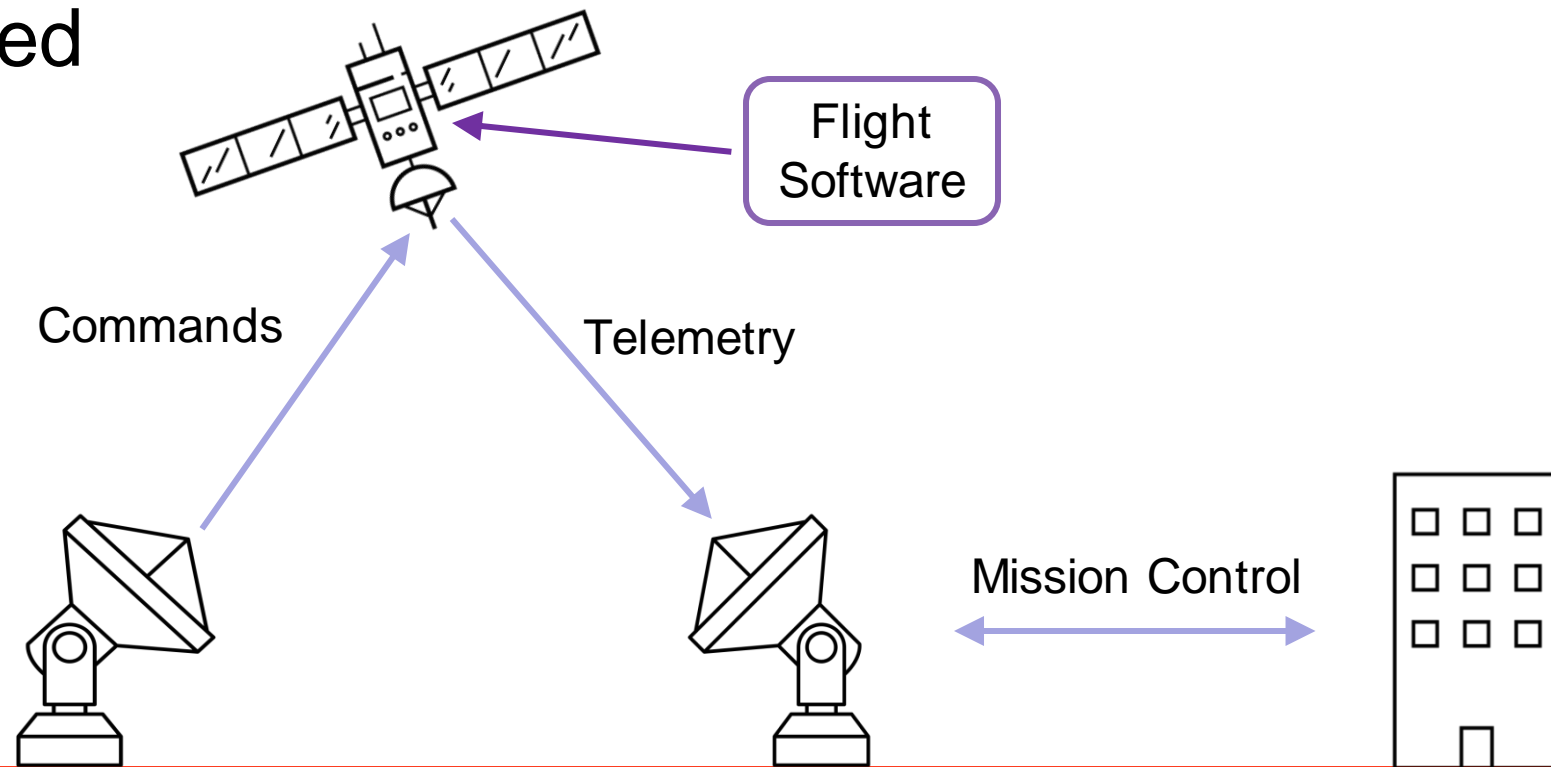 ed
Flight
Software
Commands
Telemetry
Mission Control